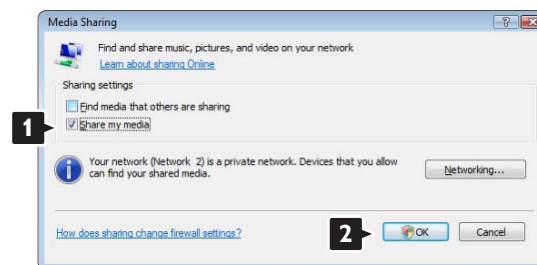 Media Sharing
Find and share music, pictures, and video on your network
Learn about sharing Online
Sharing settings
Find media that others are sharing
1
Share my media
Your network (Network 2) is a private network. Devices that you allow
can find your shared media.
Networking...
How does sharing change firewall settings?
2
OK
Cancel